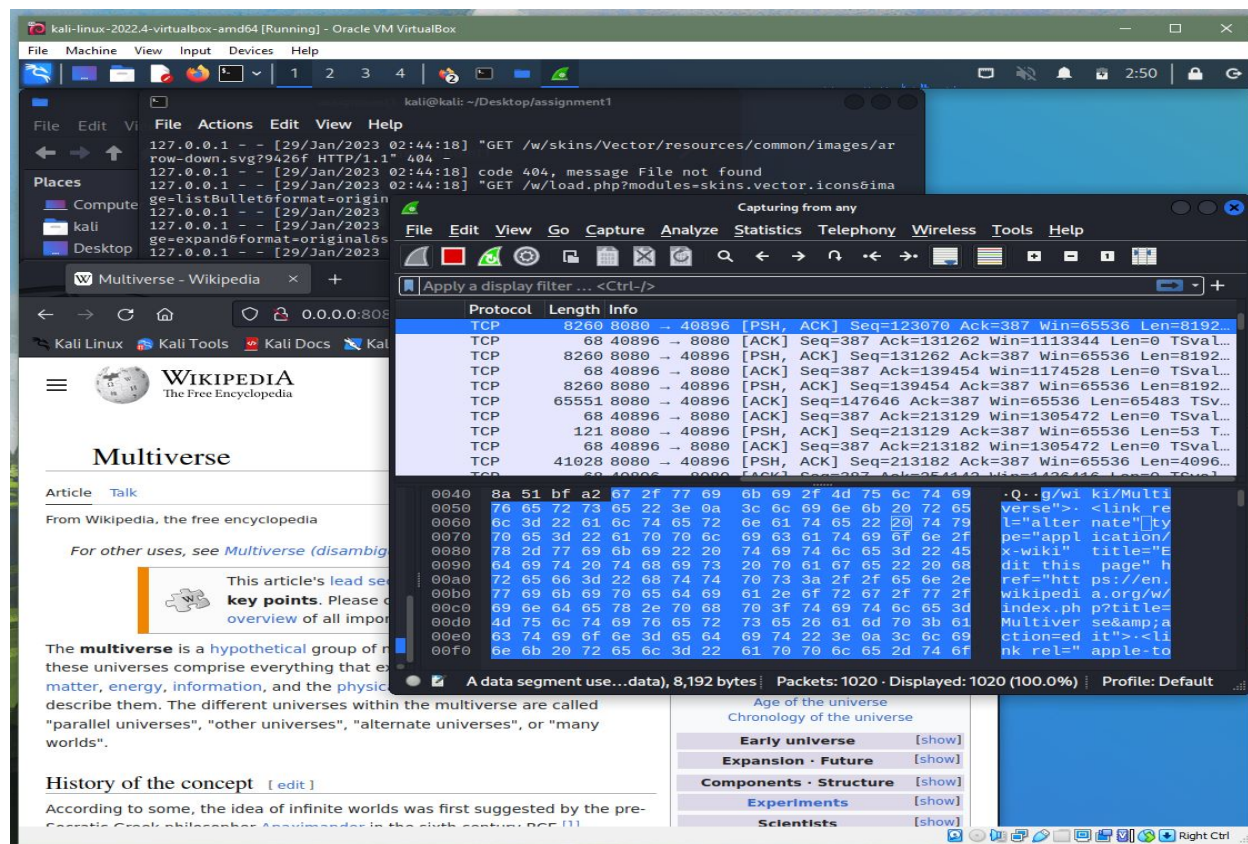 kali-linux-2022.4-virtualbox-amd64 [Running] - Oracle VM VirtualBox
File Machine View Input Devices Help
1 2 3 4 2 2:50
kali@kali: ~/Desktop/assignment1
File Edit Vi
File Actions Edit View Help
127.0.0.1 - - [29/Jan/2023 02:44:18] "GET /w/skins/Vector/resources/common/images/ar
row-down.svg?9426f HTTP/1.1" 404 -
127.0.0.1 - - [29/Jan/2023 02:44:18] code 404, message File not found
127.0.0.1 - - [29/Jan/2023 02:44:18] "GET /w/load.php?modules=skins.vector.icons&ima
ge=listBullet&format=origin
127.0.0.1 - - [29/Jan/2023
127.0.0.1 - - [29/Jan/2023
ge=expand&format=original&s
127.0.0.1 - - [29/Jan/2023
Places
Compute
kali
Desktop
Multiverse - Wikipedia
0.0.0.0:808
Kali Linux Kali Tools Kali Docs Kal
WIKIPEDIA
The Free Encyclopedia
Multiverse
Article Talk
From Wikipedia, the free encyclopedia
For other uses, see Multiverse (disambig
This article's lead se
key points. Please
overview of all impor
The multiverse is a hypothetical group of
these universes comprise everything that ex
matter, energy, information, and the physic
describe them. The different universes within the multiverse are called
"parallel universes", "other universes", "alternate universes", or "many
worlds".
History of the concept [ edit ]
According to some, the idea of infinite worlds was first suggested by the pre-
Socratic Greek philosopher Anaximander in the sixth century BCE.[1]
Age of the universe
Chronology of the universe
Early universe [show]
Expansion · Future [show]
Components · Structure [show]
Experiments [show]
Scientists [show]
Capturing from any
File Edit View Go Capture Analyze Statistics Telephony Wireless Tools Help
Apply a display filter ... <Ctrl-/>
Protocol Length Info
TCP 8260 8080 → 40896 [PSH, ACK] Seq=123070 Ack=387 Win=65536 Len=8192…
TCP 68 40896 → 8080 [ACK] Seq=387 Ack=131262 Win=1113344 Len=0 TSval…
TCP 8260 8080 → 40896 [PSH, ACK] Seq=131262 Ack=387 Win=65536 Len=8192…
TCP 68 40896 → 8080 [ACK] Seq=387 Ack=139454 Win=1174528 Len=0 TSval…
TCP 8260 8080 → 40896 [PSH, ACK] Seq=139454 Ack=387 Win=65536 Len=8192…
TCP 65551 8080 → 40896 [ACK] Seq=147646 Ack=387 Win=65536 Len=65483 TSv…
TCP 68 40896 → 8080 [ACK] Seq=387 Ack=213129 Win=1305472 Len=0 TSval…
TCP 121 8080 → 40896 [PSH, ACK] Seq=213129 Ack=387 Win=65536 Len=53 T…
TCP 68 40896 → 8080 [ACK] Seq=387 Ack=213182 Win=1305472 Len=0 TSval…
TCP 41028 8080 → 40896 [PSH, ACK] Seq=213182 Ack=387 Win=65536 Len=4096…
0040 8a 51 bf a2 67 2f 77 69 6b 69 2f 4d 75 6c 74 69 ·Q··g/wi ki/Multi
0050 76 65 72 73 65 22 3e 0a 3c 6c 69 6e 6b 20 72 65 verse">· <link re
0060 6c 3d 22 61 6c 74 65 72 6e 61 74 65 22 20 74 79 l="alter nate" ty
0070 70 65 3d 22 61 70 70 6c 69 63 61 74 69 6f 6e 2f pe="appl ication/
0080 78 2d 77 69 6b 69 22 20 74 69 74 6c 65 3d 22 45 x-wiki" title="E
0090 64 69 74 20 74 68 69 73 20 70 61 67 65 22 20 68 dit this page" h
00a0 72 65 66 3d 22 68 74 74 70 73 3a 2f 2f 65 6e 2e ref="htt ps://en.
00b0 77 69 6b 69 70 65 64 69 61 2e 6f 72 67 2f 77 2f wikipedi a.org/w/
00c0 69 6e 64 65 78 2e 70 68 70 3f 74 69 74 6c 65 3d index.ph p?title=
00d0 4d 75 6c 74 69 76 65 72 73 65 26 61 6d 70 3b 61 Multiver se&amp;a
00e0 63 74 69 6f 6e 3d 65 64 69 74 22 3e 0a 3c 6c 69 ction=ed it">·<li
00f0 6e 6b 20 72 65 6c 3d 22 61 70 70 6c 65 2d 74 6f nk rel=" apple-to
A data segment use…data), 8,192 bytes Packets: 1020 · Displayed: 1020 (100.0%) Profile: Default
Right Ctrl